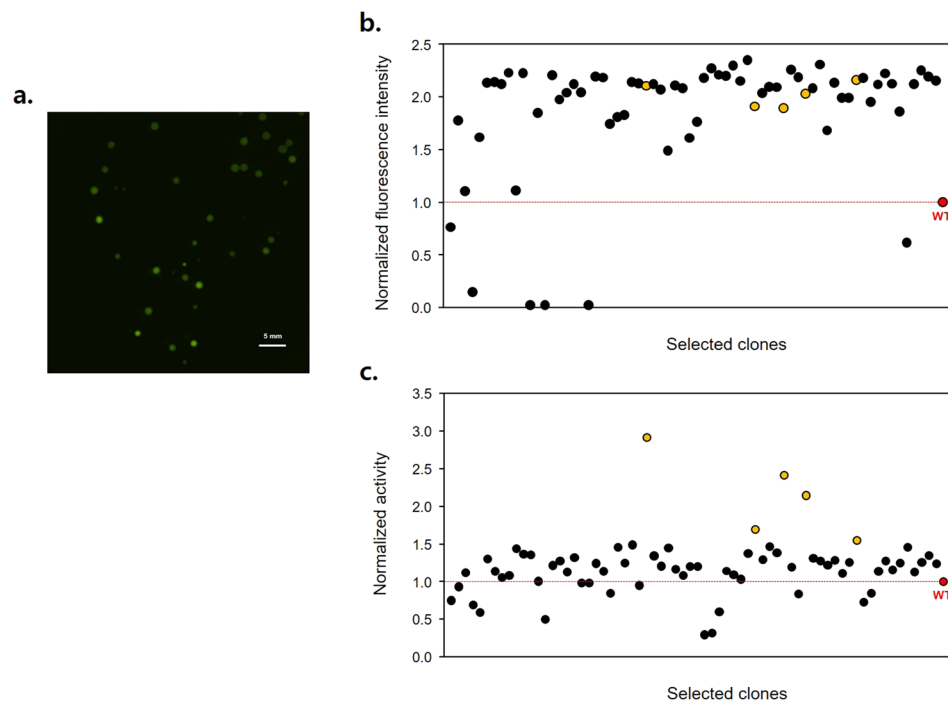 a.
5 mm
b.
Normalized fluorescence intensity
2.5
2.0
1.5
1.0
0.5
0.0
WT
Selected clones
c.
Normalized activity
3.5
3.0
2.5
2.0
1.5
1.0
0.5
0.0
WT
Selected clones